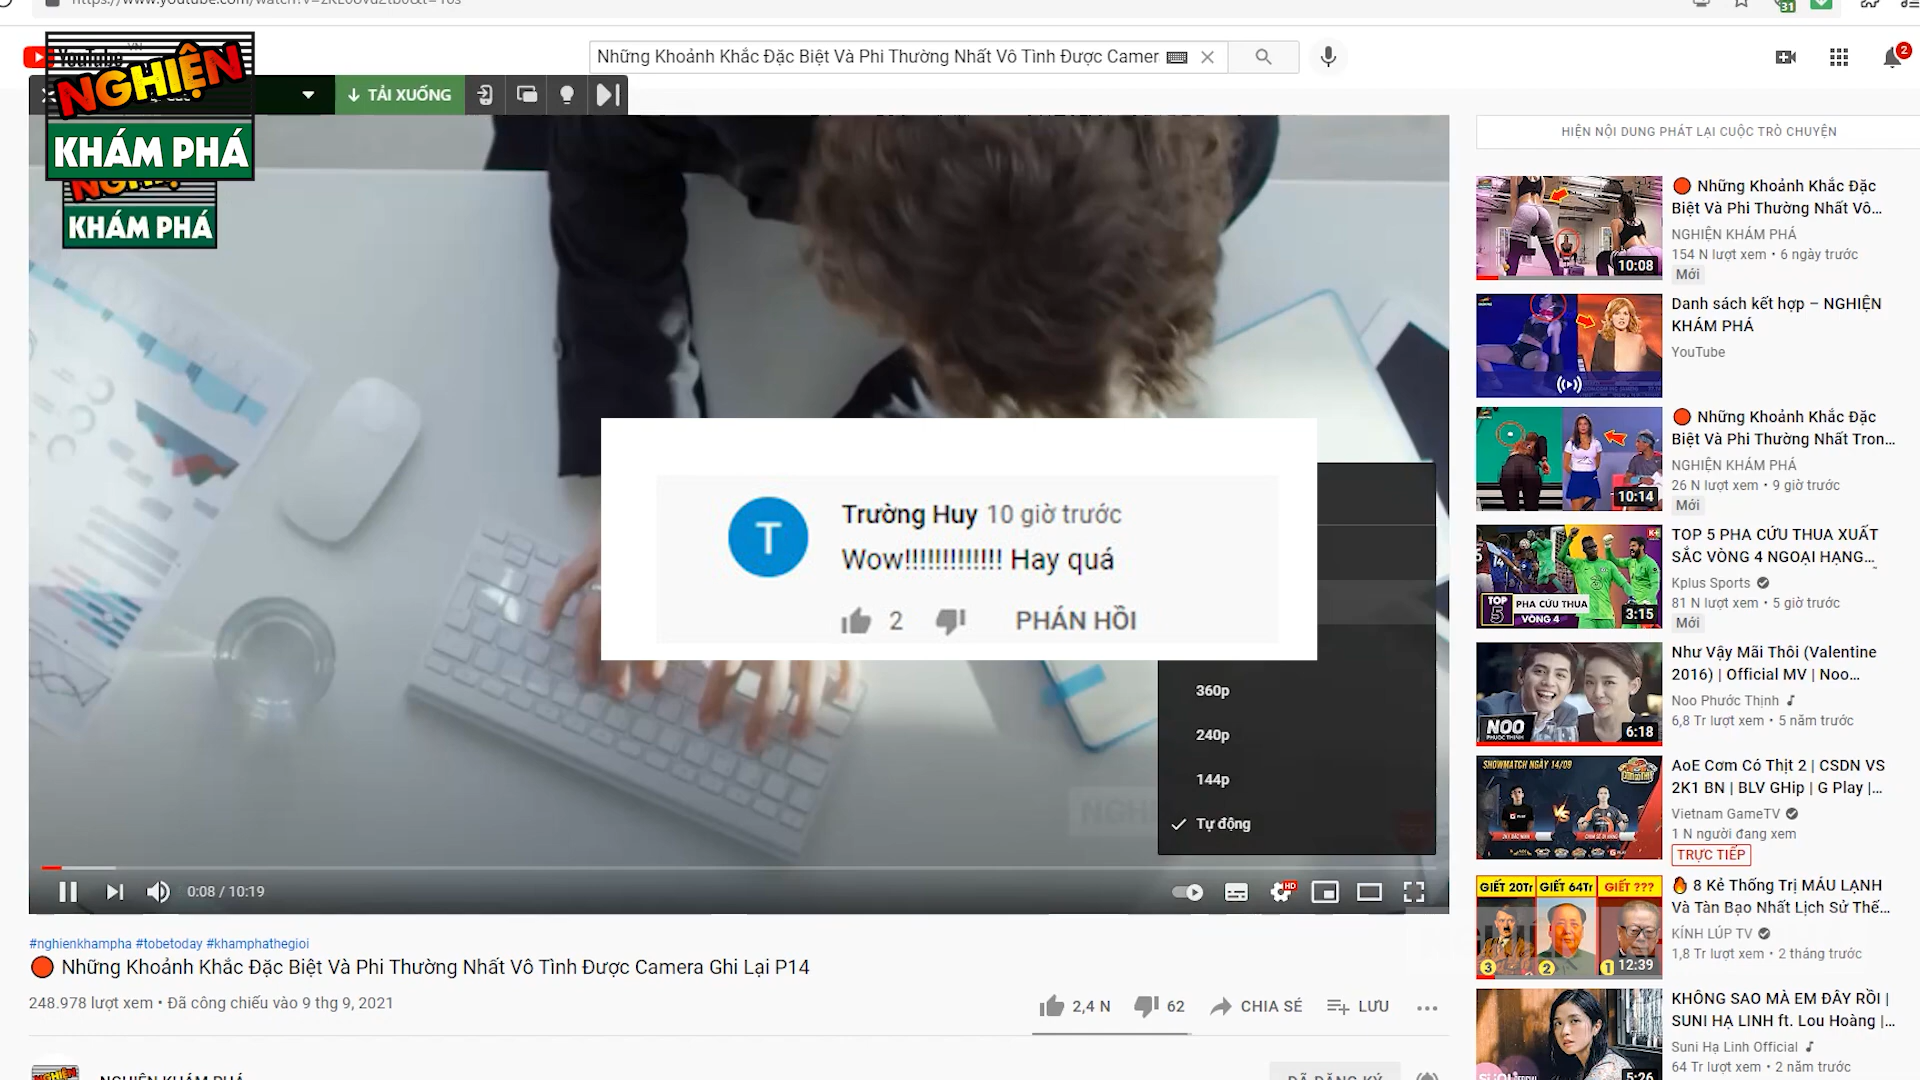 YouTube VN
Những Khoảnh Khắc Đặc Biệt Và Phi Thường Nhất Vô Tình Được Camer
2
31
TẢI XUỐNG
NGHIỆN
KHÁM PHÁ
KHÁM PHÁ
Trường Huy 10 giờ trước
Wow!!!!!!!!!!!!!! Hay quá
2
PHẢN HỒI
360p
240p
144p
Tự động
0:08 / 10:19
HD
#nghienkhampha #tobetoday #khamphathegioi
Những Khoảnh Khắc Đặc Biệt Và Phi Thường Nhất Vô Tình Được Camera Ghi Lại P14
248.978 lượt xem • Đã công chiếu vào 9 thg 9, 2021
2,4 N 62 CHIA SẺ LƯU
NGHIỆN KHÁM PHÁ
ĐÃ ĐĂNG KÝ
HIỆN NỘI DUNG PHÁT LẠI CUỘC TRÒ CHUYỆN
10:08
Những Khoảnh Khắc Đặc
Biệt Và Phi Thường Nhất Vô...
NGHIỆN KHÁM PHÁ
154 N lượt xem • 6 ngày trước
Mới
Danh sách kết hợp – NGHIỆN
KHÁM PHÁ
YouTube
10:14
Những Khoảnh Khắc Đặc
Biệt Và Phi Thường Nhất Tron...
NGHIỆN KHÁM PHÁ
26 N lượt xem • 9 giờ trước
Mới
TOP 5
PHA CỨU THUA
VÒNG 4
3:15
TOP 5 PHA CỨU THUA XUẤT
SẮC VÒNG 4 NGOẠI HẠNG...
Kplus Sports
81 N lượt xem • 5 giờ trước
Mới
NOO
PHƯỚC THỊNH
6:18
Như Vậy Mãi Thôi (Valentine
2016) | Official MV | Noo...
Noo Phước Thịnh
6,8 Tr lượt xem • 5 năm trước
SHOWMATCH NGÀY 14/09
VS
AoE Cơm Có Thịt 2 | CSDN VS
2K1 BN | BLV GHip | G Play |...
Vietnam GameTV
1 N người đang xem
TRỰC TIẾP
GIẾT 20Tr GIẾT 64Tr GIẾT ???
3 2 1 12:39
8 Kẻ Thống Trị MÁU LẠNH
Và Tàn Bạo Nhất Lịch Sử Thế...
KÍNH LÚP TV
1,8 Tr lượt xem • 2 tháng trước
5:26
KHÔNG SAO MÀ EM ĐÂY RỒI |
SUNI HẠ LINH ft. Lou Hoàng |...
Suni Hạ Linh Official
64 Tr lượt xem • 2 năm trước